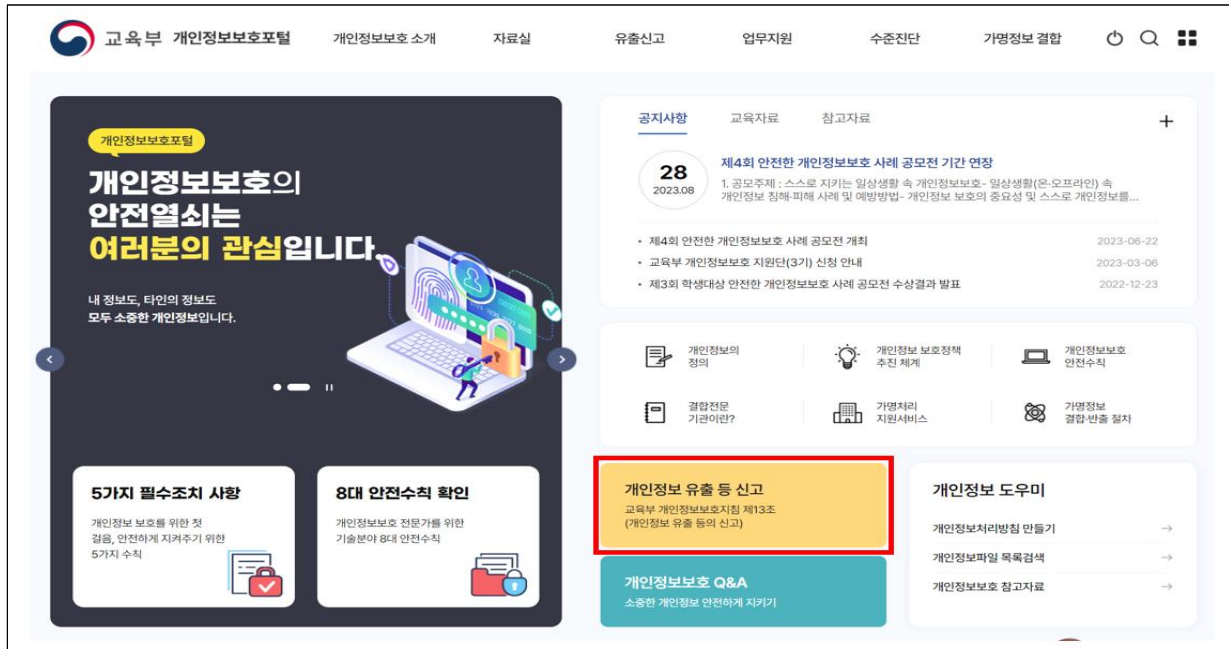 교육부 개인정보보호포털
개인정보보호 소개
자료실
유출신고
업무지원
수준진단
가명정보 결합
개인정보보호포털
개인정보보호의
안전열쇠는
여러분의 관심입니다.
내 정보도, 타인의 정보도
모두 소중한 개인정보입니다.
5가지 필수조치 사항
개인정보 보호를 위한 첫
걸음, 안전하게 지켜주기 위한
5가지 수칙
8대 안전수칙 확인
개인정보보호 전문가를 위한
기술분야 8대 안전수칙
공지사항
교육자료
참고자료
28
2023.08
제4회 안전한 개인정보보호 사례 공모전 기간 연장
1. 공모주제 : 스스로 지키는 일상생활 속 개인정보보호- 일상생활(온·오프라인) 속
개인정보 침해·피해 사례 및 예방방법- 개인정보 보호의 중요성 및 스스로 개인정보를...
제4회 안전한 개인정보보호 사례 공모전 개최 2023-06-22
교육부 개인정보보호 지원단(3기) 신청 안내 2023-03-06
제3회 학생대상 안전한 개인정보보호 사례 공모전 수상결과 발표 2022-12-23
개인정보의
정의
개인정보 보호정책
추진 체계
개인정보보호
안전수칙
결합전문
기관이란?
가명처리
지원서비스
가명정보
결합·반출 절차
개인정보 유출 등 신고
교육부 개인정보보호지침 제13조
(개인정보 유출 등의 신고)
개인정보보호 Q&A
소중한 개인정보 안전하게 지키기
개인정보 도우미
개인정보처리방침 만들기
개인정보파일 목록검색
개인정보보호 참고자료